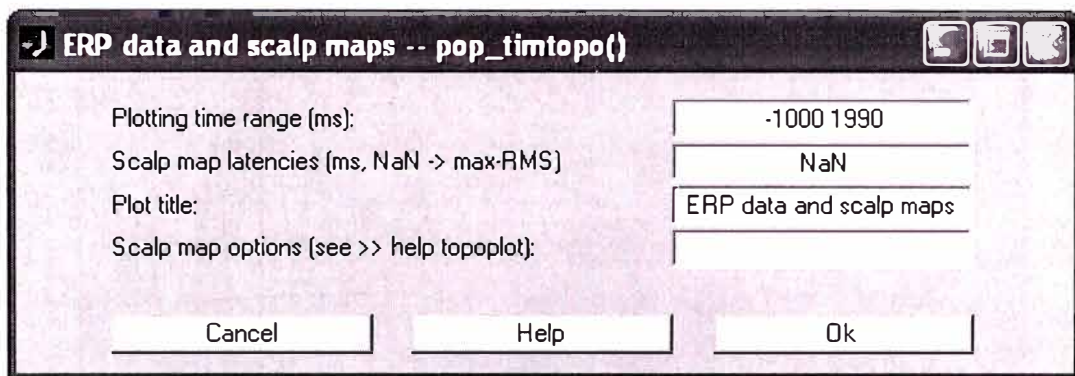 ERP data and scalp maps -- pop_timtopo()
Plotting time range (ms): -1000 1990
Scalp map latencies (ms, NaN -> max-RMS) NaN
Plot title: ERP data and scalp maps
Scalp map options (see >> help topoplot):
Cancel Help Ok